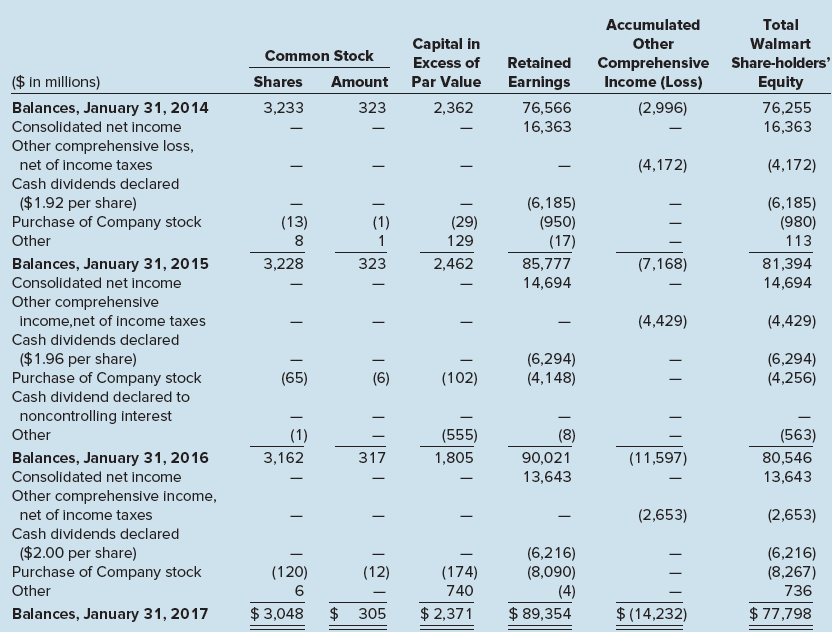 Accumulated Total
Capital in Other Walmart
Common Stock Excess of Retained Comprehensive Share-holders’
($ in millions) Shares Amount Par Value Earnings Income (Loss) Equity
Balances, January 31, 2014 3,233 323 2,362 76,566 (2,996) 76,255
Consolidated net income — — — 16,363 — 16,363
Other comprehensive loss,
net of income taxes — — — — (4,172) (4,172)
Cash dividends declared
($1.92 per share) — — — (6,185) — (6,185)
Purchase of Company stock (13) (1) (29) (950) — (980)
Other 8 1 129 (17) — 113
Balances, January 31, 2015 3,228 323 2,462 85,777 (7,168) 81,394
Consolidated net income — — — 14,694 — 14,694
Other comprehensive
income,net of income taxes — — — — (4,429) (4,429)
Cash dividends declared
($1.96 per share) — — — (6,294) — (6,294)
Purchase of Company stock (65) (6) (102) (4,148) — (4,256)
Cash dividend declared to
noncontrolling interest — — — — — —
Other (1) — (555) (8) — (563)
Balances, January 31, 2016 3,162 317 1,805 90,021 (11,597) 80,546
Consolidated net income — — — 13,643 — 13,643
Other comprehensive income,
net of income taxes — — — — (2,653) (2,653)
Cash dividends declared
($2.00 per share) — — — (6,216) — (6,216)
Purchase of Company stock (120) (12) (174) (8,090) — (8,267)
Other 6 — 740 (4) — 736
Balances, January 31, 2017 $ 3,048 $ 305 $ 2,371 $ 89,354 $ (14,232) $ 77,798